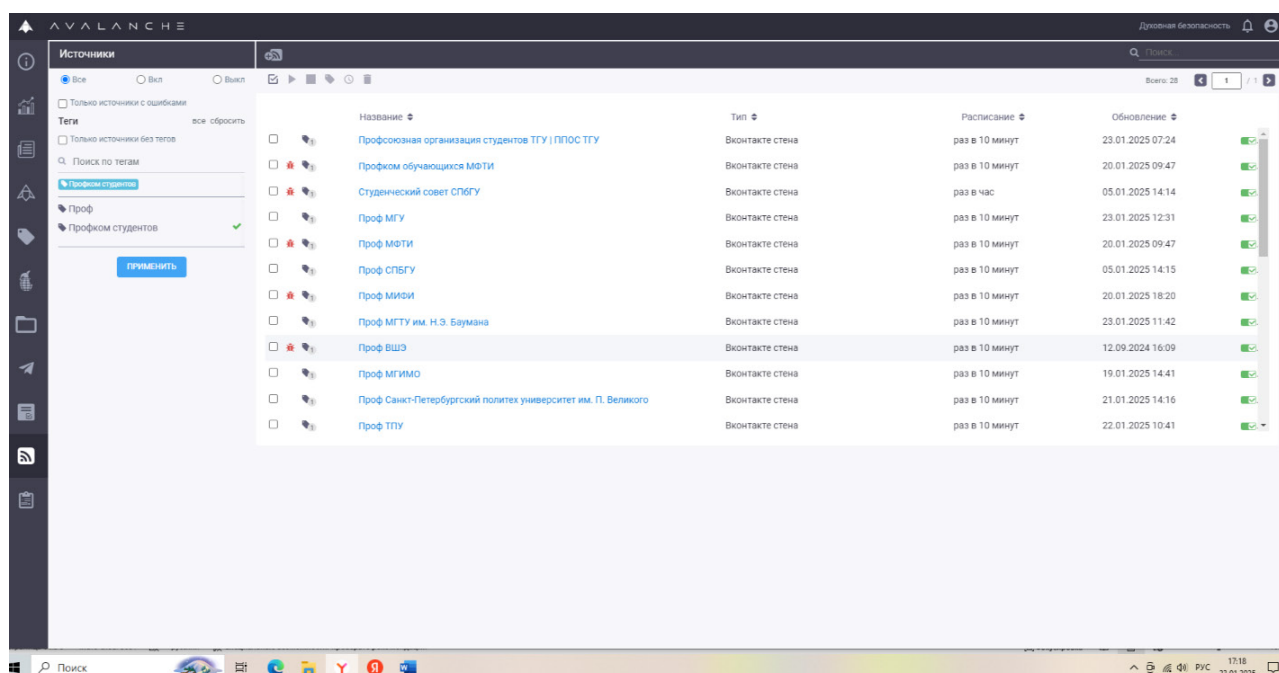 AVALANCHE Духовная безопасность
Источники Поиск...
Все Вкл Выкл Всего: 28 1 / 1
Только источники с ошибками
Теги все сбросить
Название Тип Расписание Обновление
Только источники без тегов
Профсоюзная организация студентов ТГУ | ППОС ТГУ Вконтакте стена раз в 10 минут 23.01.2025 07:24
Поиск по тегам
Профком обучающихся МФТИ Вконтакте стена раз в 10 минут 20.01.2025 09:47
Профком студентов
Студенческий совет СПбГУ Вконтакте стена раз в час 05.01.2025 14:14
Проф
Проф МГУ Вконтакте стена раз в 10 минут 23.01.2025 12:31
Профком студентов
Проф МФТИ Вконтакте стена раз в 10 минут 20.01.2025 09:47
ПРИМЕНИТЬ
Проф СПБГУ Вконтакте стена раз в 10 минут 05.01.2025 14:15
Проф МИФИ Вконтакте стена раз в 10 минут 20.01.2025 18:20
Проф МГТУ им. Н.Э. Баумана Вконтакте стена раз в 10 минут 23.01.2025 11:42
Проф ВШЭ Вконтакте стена раз в 10 минут 12.09.2024 16:09
Проф МГИМО Вконтакте стена раз в 10 минут 19.01.2025 14:41
Проф Санкт-Петербургский политех университет им. П. Великого Вконтакте стена раз в 10 минут 21.01.2025 14:16
Проф ТПУ Вконтакте стена раз в 10 минут 22.01.2025 10:41
Поиск РУС 17:18